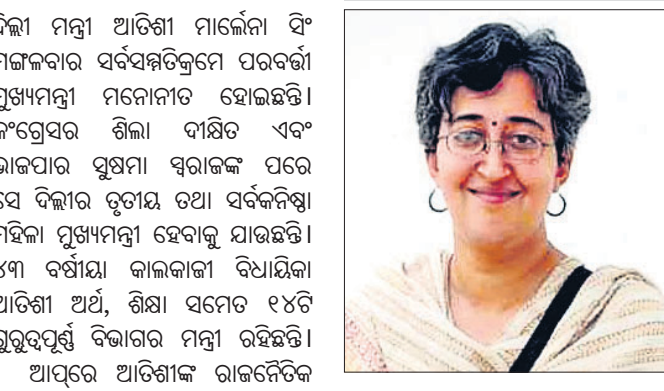 ଦିଲ୍ଲୀ ମନ୍ତ୍ରୀ ଆତିଶୀ ମାର୍ଲେନା ସିଂ
ମଙ୍ଗଳବାର ସର୍ବସମ୍ମତିକ୍ରମେ ପରବର୍ତ୍ତୀ
ମୁଖ୍ୟମନ୍ତ୍ରୀ ମନୋନୀତ ହୋଇଛନ୍ତି।
କଂଗ୍ରେସର ଶିଲା ଦୀକ୍ଷିତ ଏବଂ
ଭାଜପାର ସୁଷମା ସ୍ୱରାଜଙ୍କ ପରେ
ସେ ଦିଲ୍ଲୀର ତୃତୀୟ ତଥା ସର୍ବକନିଷ୍ଠା
ମହିଳା ମୁଖ୍ୟମନ୍ତ୍ରୀ ହେବାକୁ ଯାଉଛନ୍ତି।
୪୩ ବର୍ଷୀୟା କାଲକାଜୀ ବିଧାୟିକା
ଆତିଶୀ ଅର୍ଥ, ଶିକ୍ଷା ସମେତ ୧୪ଟି
ଗୁରୁତ୍ୱପୂର୍ଣ୍ଣ ବିଭାଗର ମନ୍ତ୍ରୀ ରହିଛନ୍ତି।
ଆପ୍‌ରେ ଆତିଶୀଙ୍କ ରାଜନୈତିକ